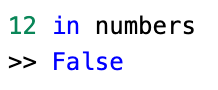 12 in numbers
>> False